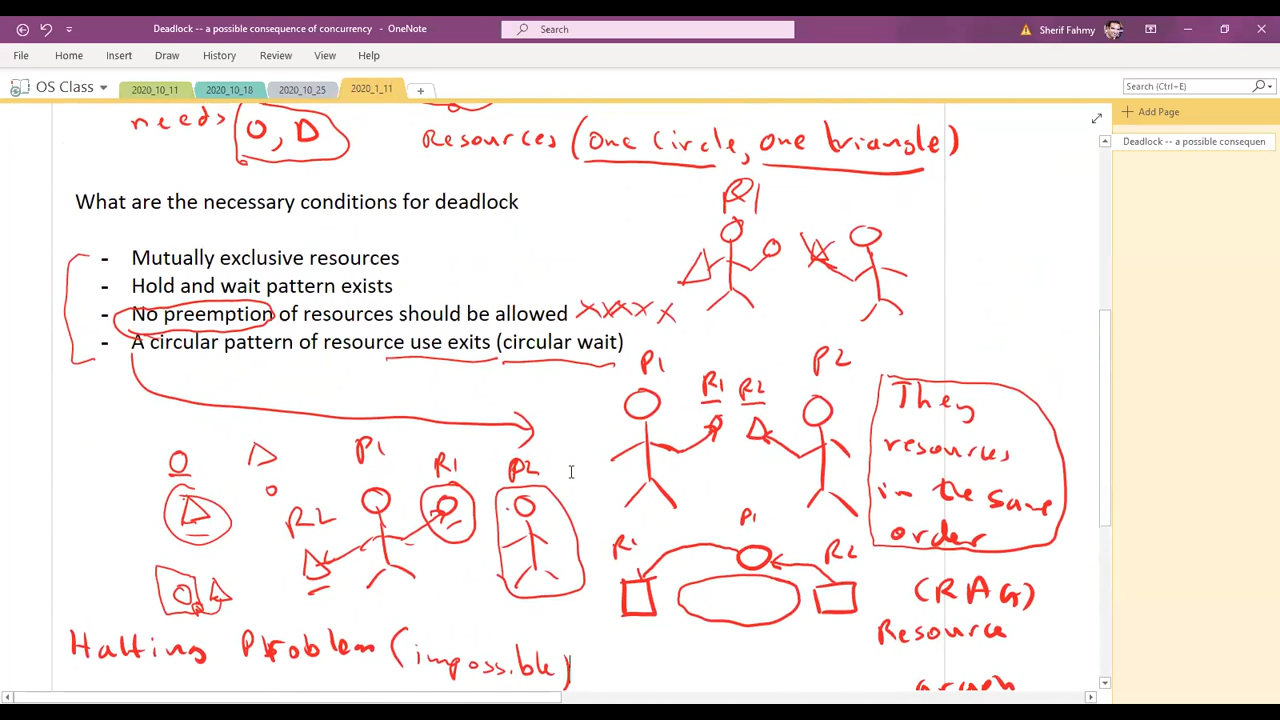 Deadlock -- a possible consequence of concurrency - OneNote
Search
Sherif Fahmy
File Home Insert Draw History Review View Help
OS Class
2020_10_11 2020_10_18 2020_10_25 2020_1_11
Search (Ctrl+E)
Add Page
Deadlock -- a possible consequen
needs O, D
Resources (one Circle, one triangle)
What are the necessary conditions for deadlock
- Mutually exclusive resources
- Hold and wait pattern exists
- No preemption of resources should be allowed
- A circular pattern of resource use exits (circular wait)
P1 R1 R2 P2
They
resources
in the same
order
P1 R1 P2
R2
P1
R1 R2
(RAG)
Resource
graph
Halting Problem (impossible)